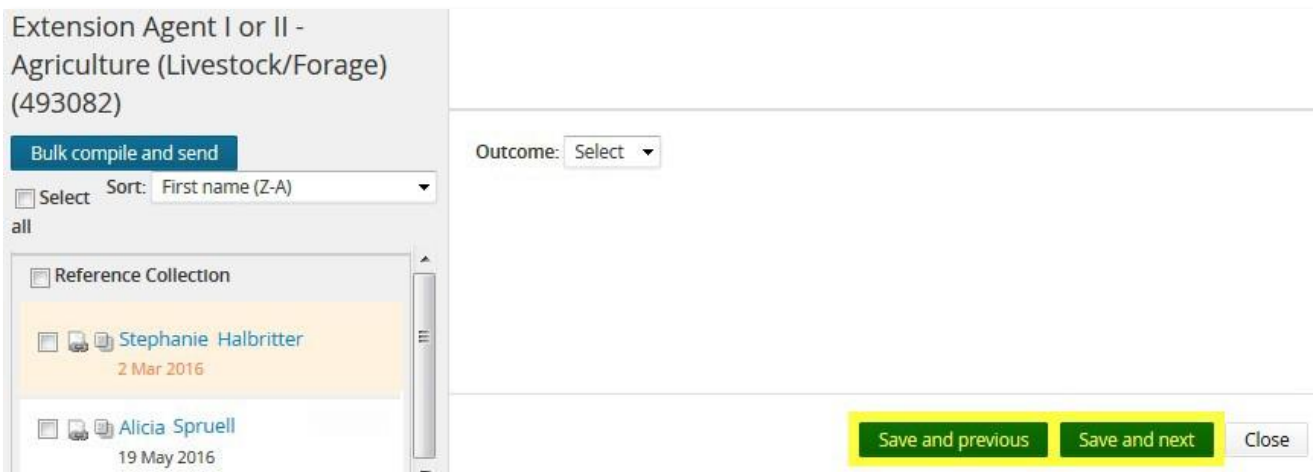 Extension Agent I or II -
Agriculture (Livestock/Forage)
(493082)
Bulk compile and send
Select all
Sort: First name (Z-A)
Reference Collection
Stephanie Halbritter
2 Mar 2016
Alicia Spruell
19 May 2016
Outcome: Select
Save and previous
Save and next
Close